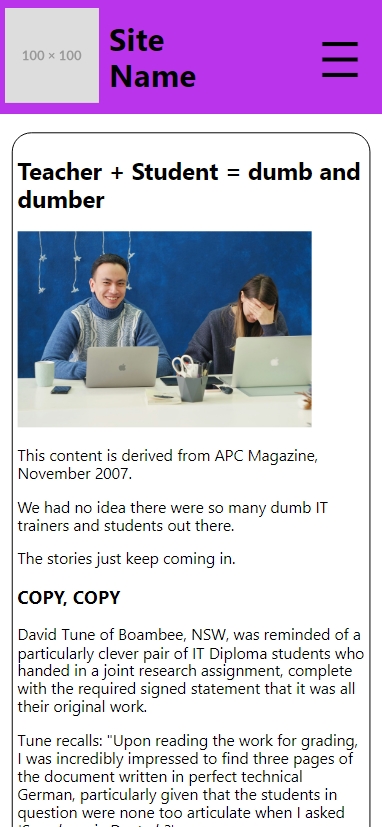 100 × 100
Site
Name
Teacher + Student = dumb and
dumber
This content is derived from APC Magazine,
November 2007.
We had no idea there were so many dumb IT
trainers and students out there.
The stories just keep coming in.
COPY, COPY
David Tune of Boambee, NSW, was reminded of a
particularly clever pair of IT Diploma students who
handed in a joint research assignment, complete
with the required signed statement that it was all
their original work.
Tune recalls: "Upon reading the work for grading,
I was incredibly impressed to find three pages of
the document written in perfect technical
German, particularly given that the students in
question were none too articulate when I asked